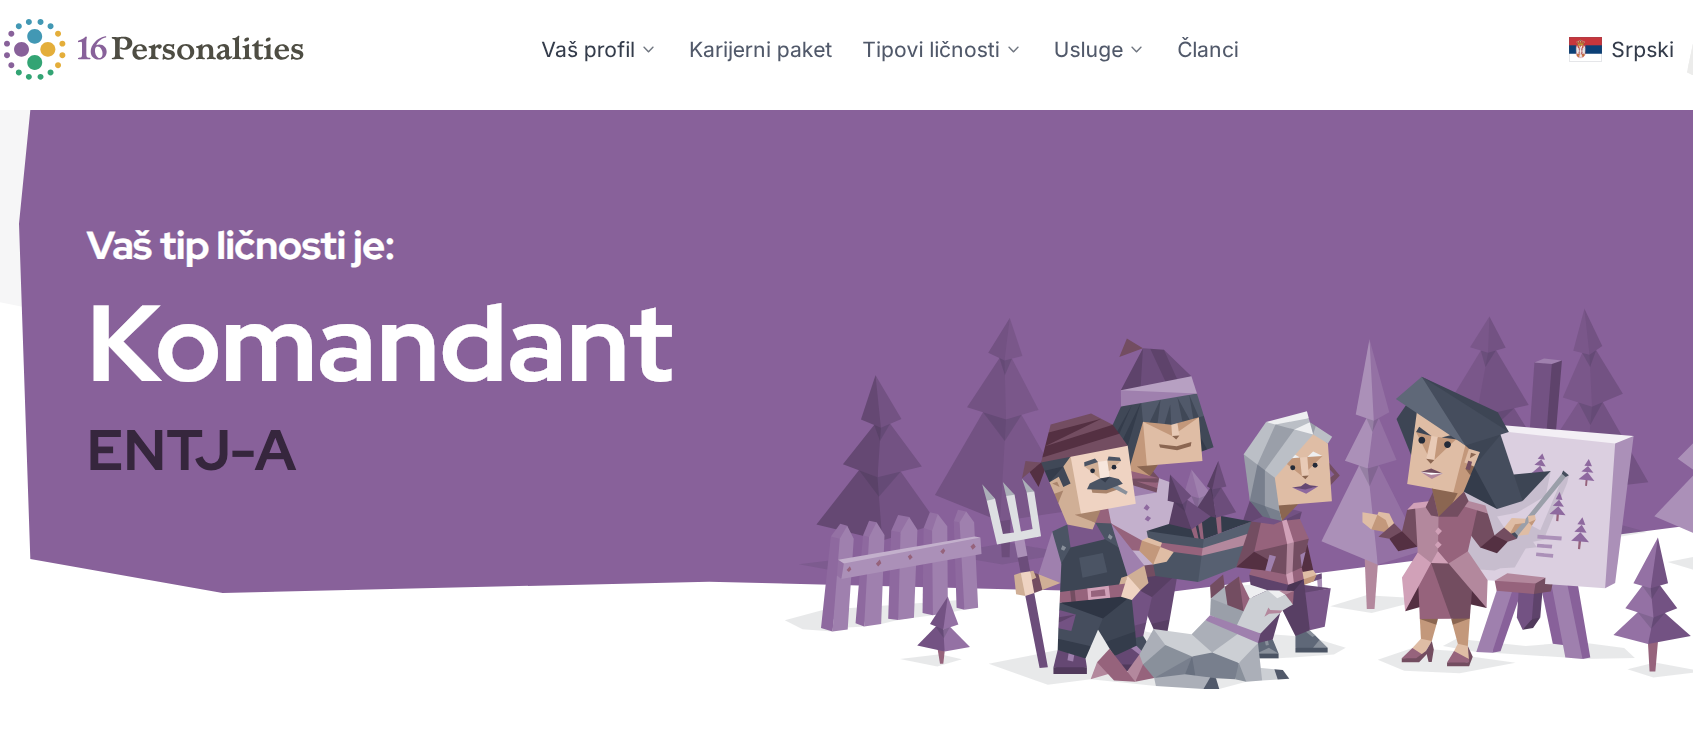 16Personalities
Vaš profil
Karijerni paket
Tipovi ličnosti
Usluge
Članci
Srpski
Vaš tip ličnosti je:
Komandant
ENTJ-A